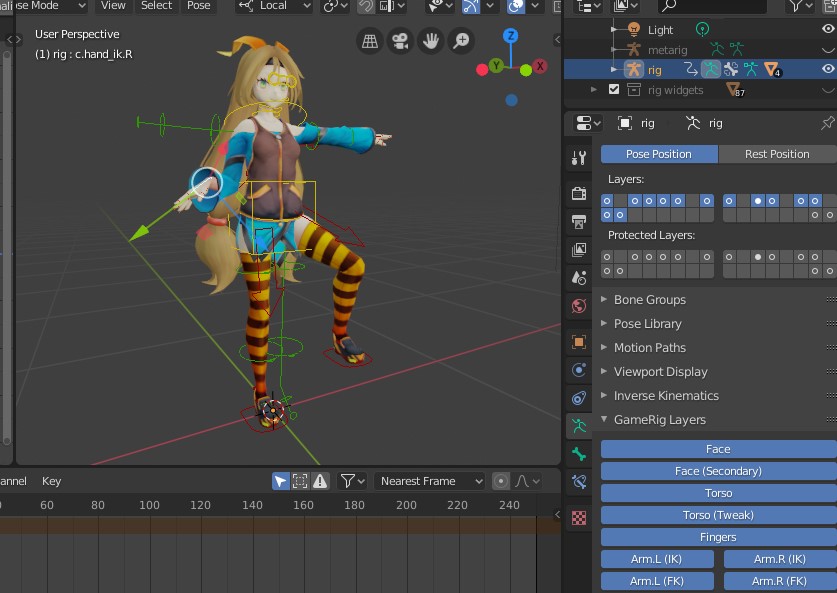 Pose Mode View Select Pose Local
User Perspective
(1) rig : c.hand_ik.R
Z
Y
X
Light
metarig
rig
4
rig widgets
87
rig rig
Pose Position Rest Position
Layers:
Protected Layers:
Bone Groups
Pose Library
Motion Paths
Viewport Display
Inverse Kinematics
GameRig Layers
Face
Face (Secondary)
Torso
Torso (Tweak)
Fingers
Arm.L (IK) Arm.R (IK)
Arm.L (FK) Arm.R (FK)
annel Key Nearest Frame
60 80 100 120 140 160 180 200 220 240